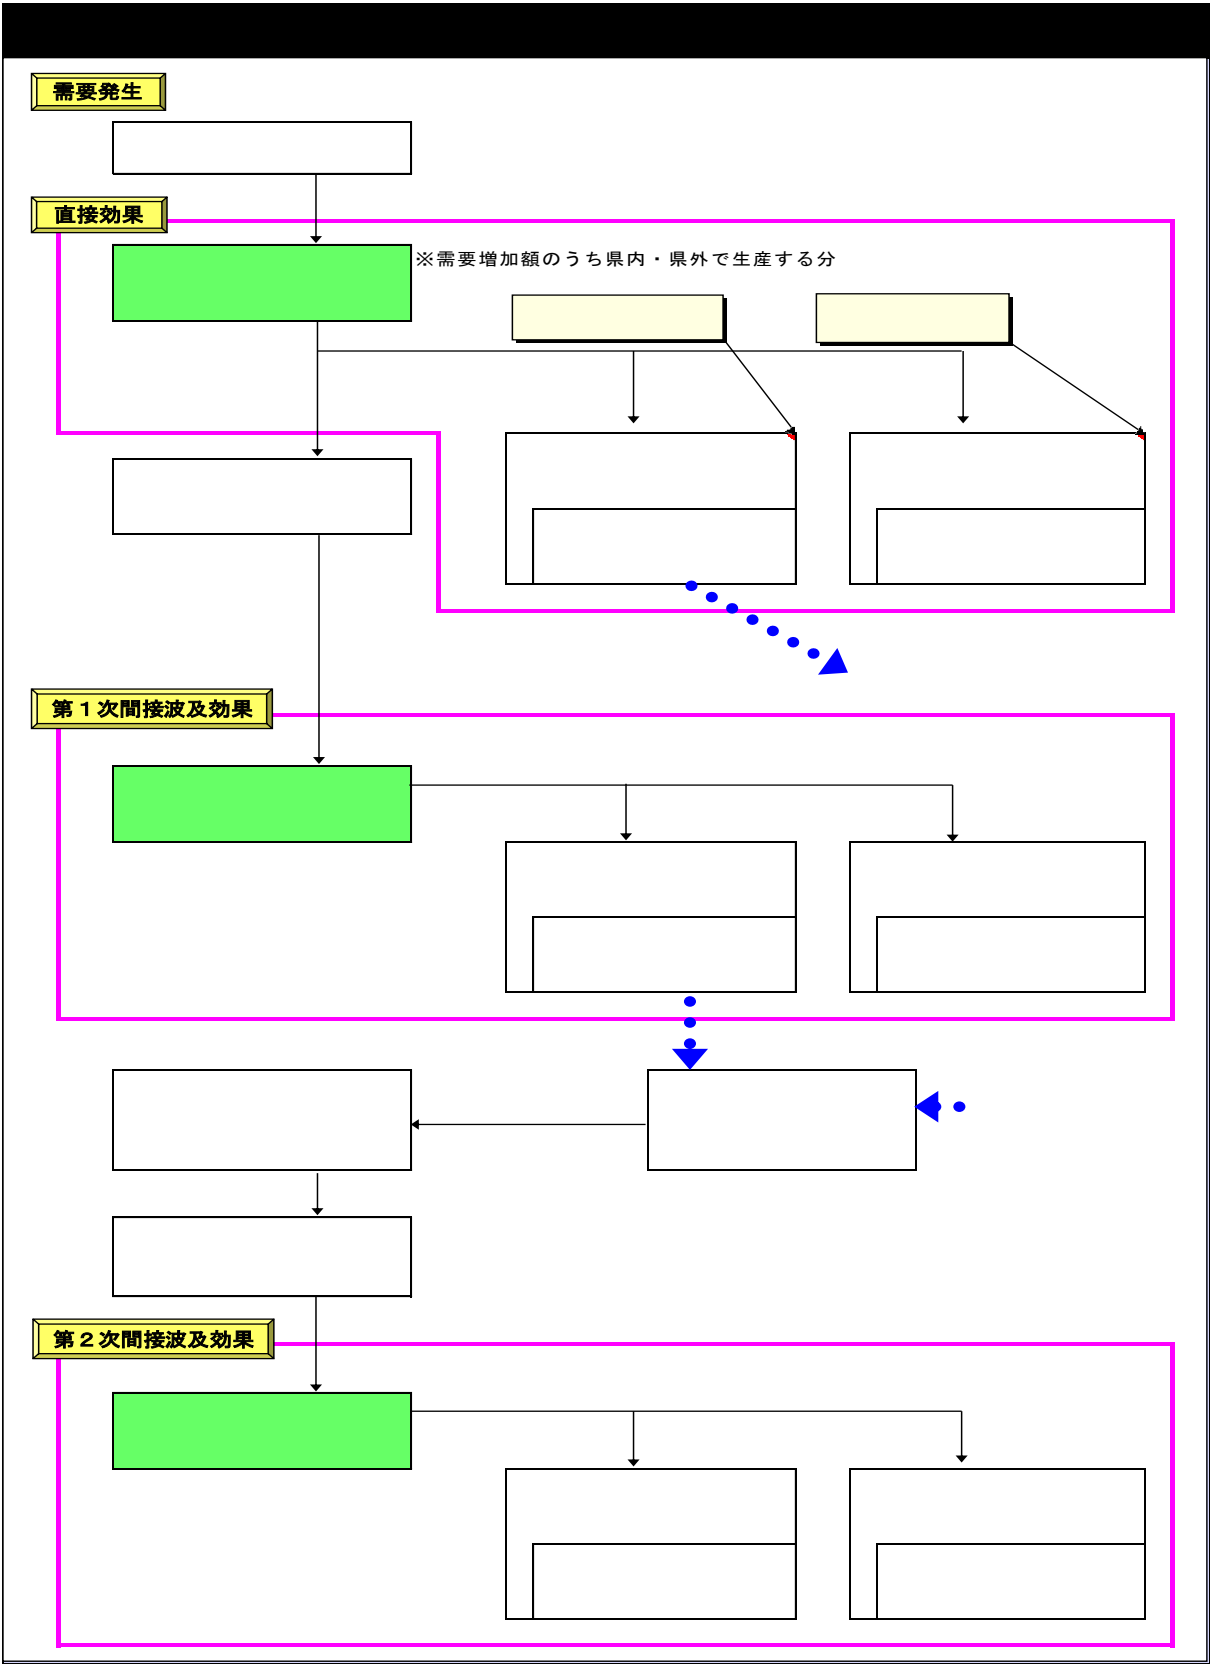 需要発生
直接効果
※需要増加額のうち県内・県外で生産する分
第１次間接波及効果
第２次間接波及効果